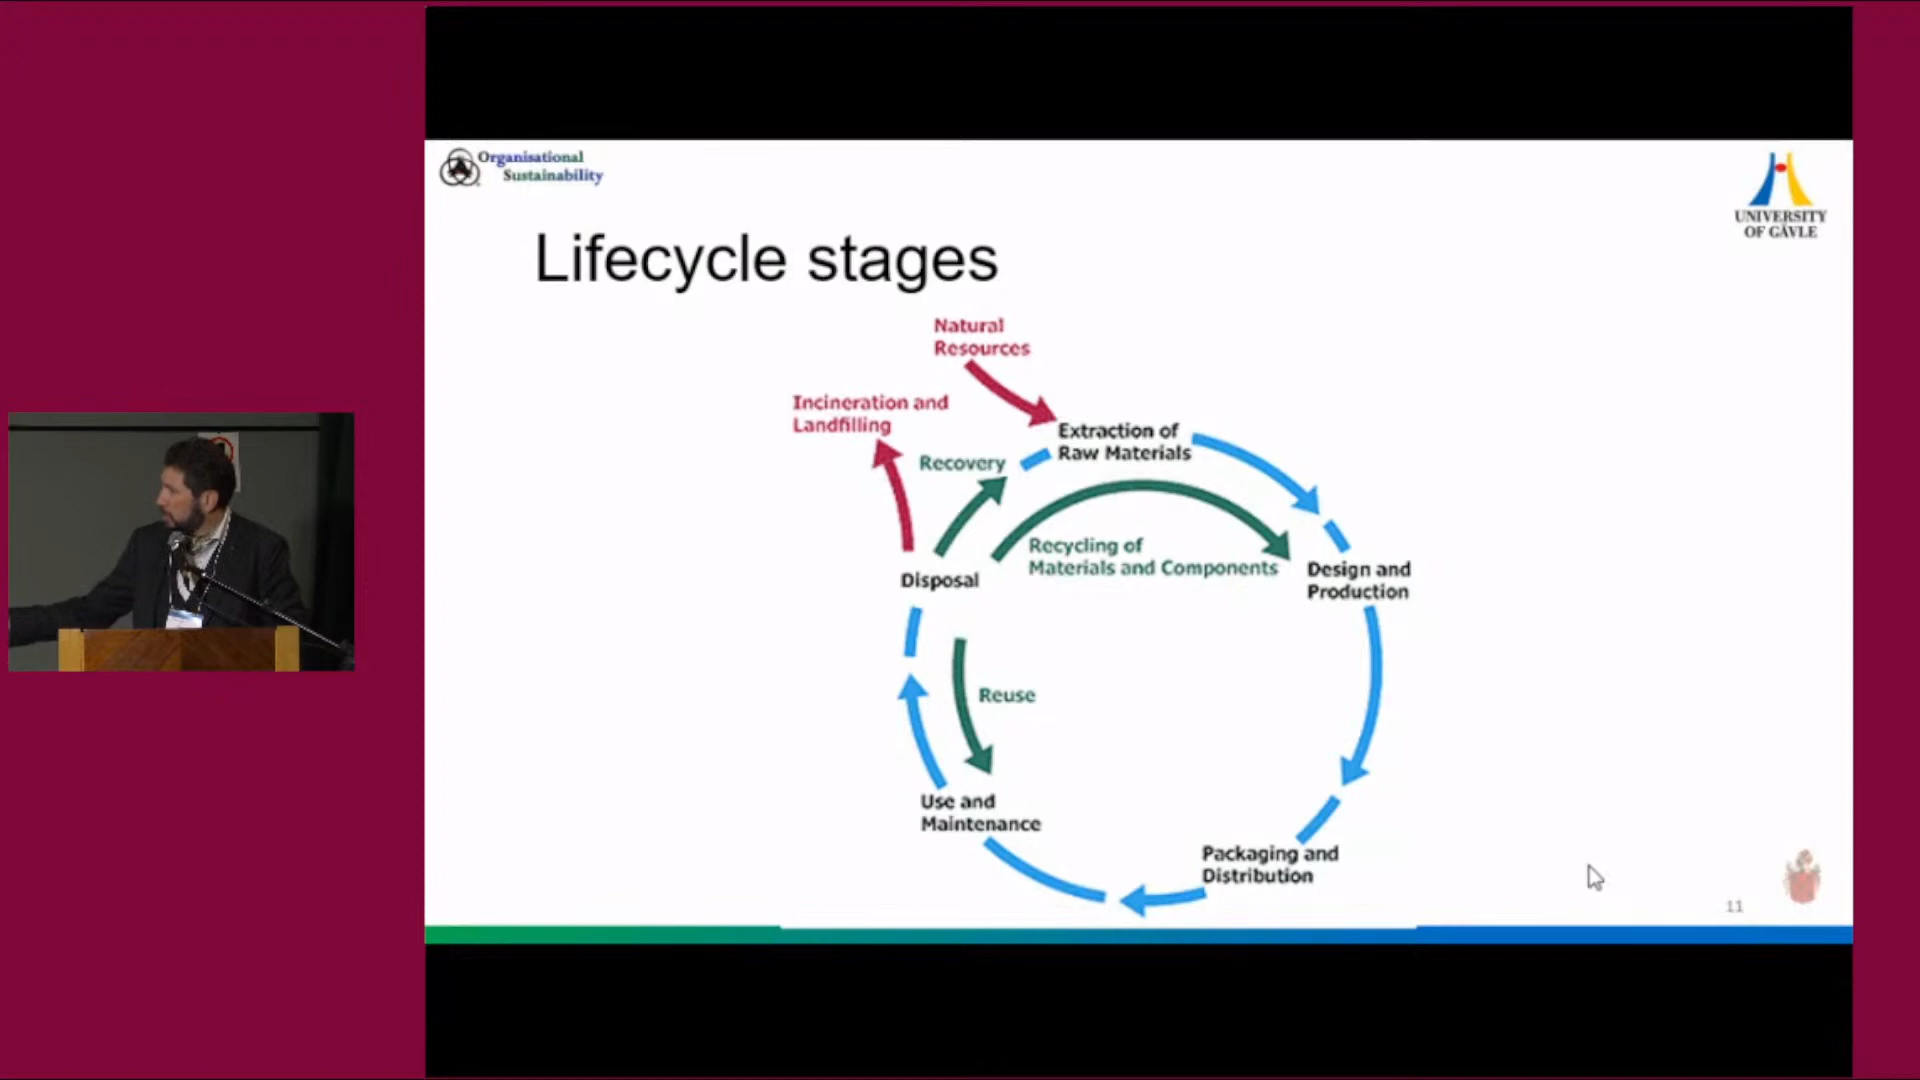 Organisational
Sustainability
UNIVERSITY
OF GÄVLE
Lifecycle stages
Natural
Resources
Incineration and
Landfilling
Extraction of
Raw Materials
Recovery
Recycling of
Materials and Components
Design and
Production
Disposal
Reuse
Use and
Maintenance
Packaging and
Distribution
11